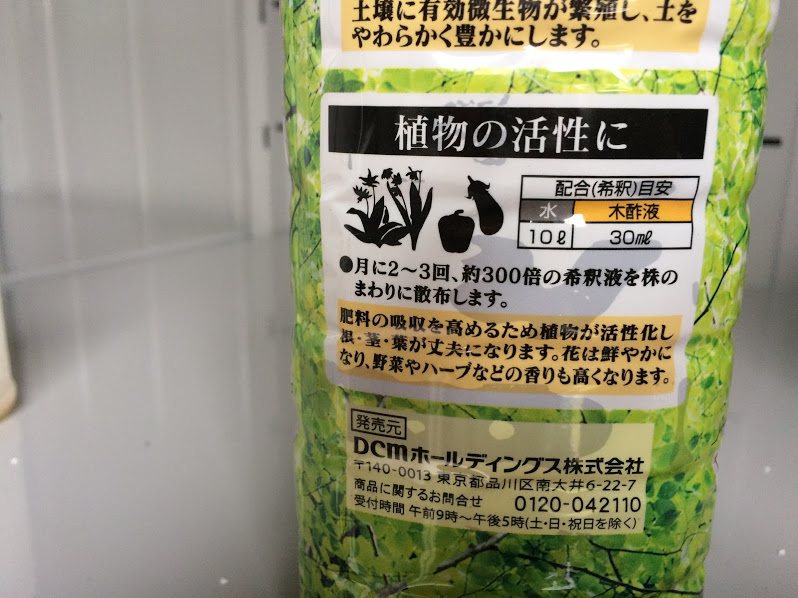 土壌に有効微生物が繁殖し、土を
やわらかく豊かにします。
植物の活性に
配合(希釈)目安
水 木酢液
10ℓ 30㎖
●月に2〜3回、約300倍の希釈液を株の
まわりに散布します。
肥料の吸収を高めるため植物が活性化し
根・茎・葉が丈夫になります。花は鮮やかに
なり、野菜やハーブなどの香りも高くなります。
発売元
DCMホールディングス株式会社
〒140-0013 東京都品川区南大井6-22-7
商品に関するお問合せ 0120-042110
受付時間 午前9時〜午後5時(土・日・祝日を除く)